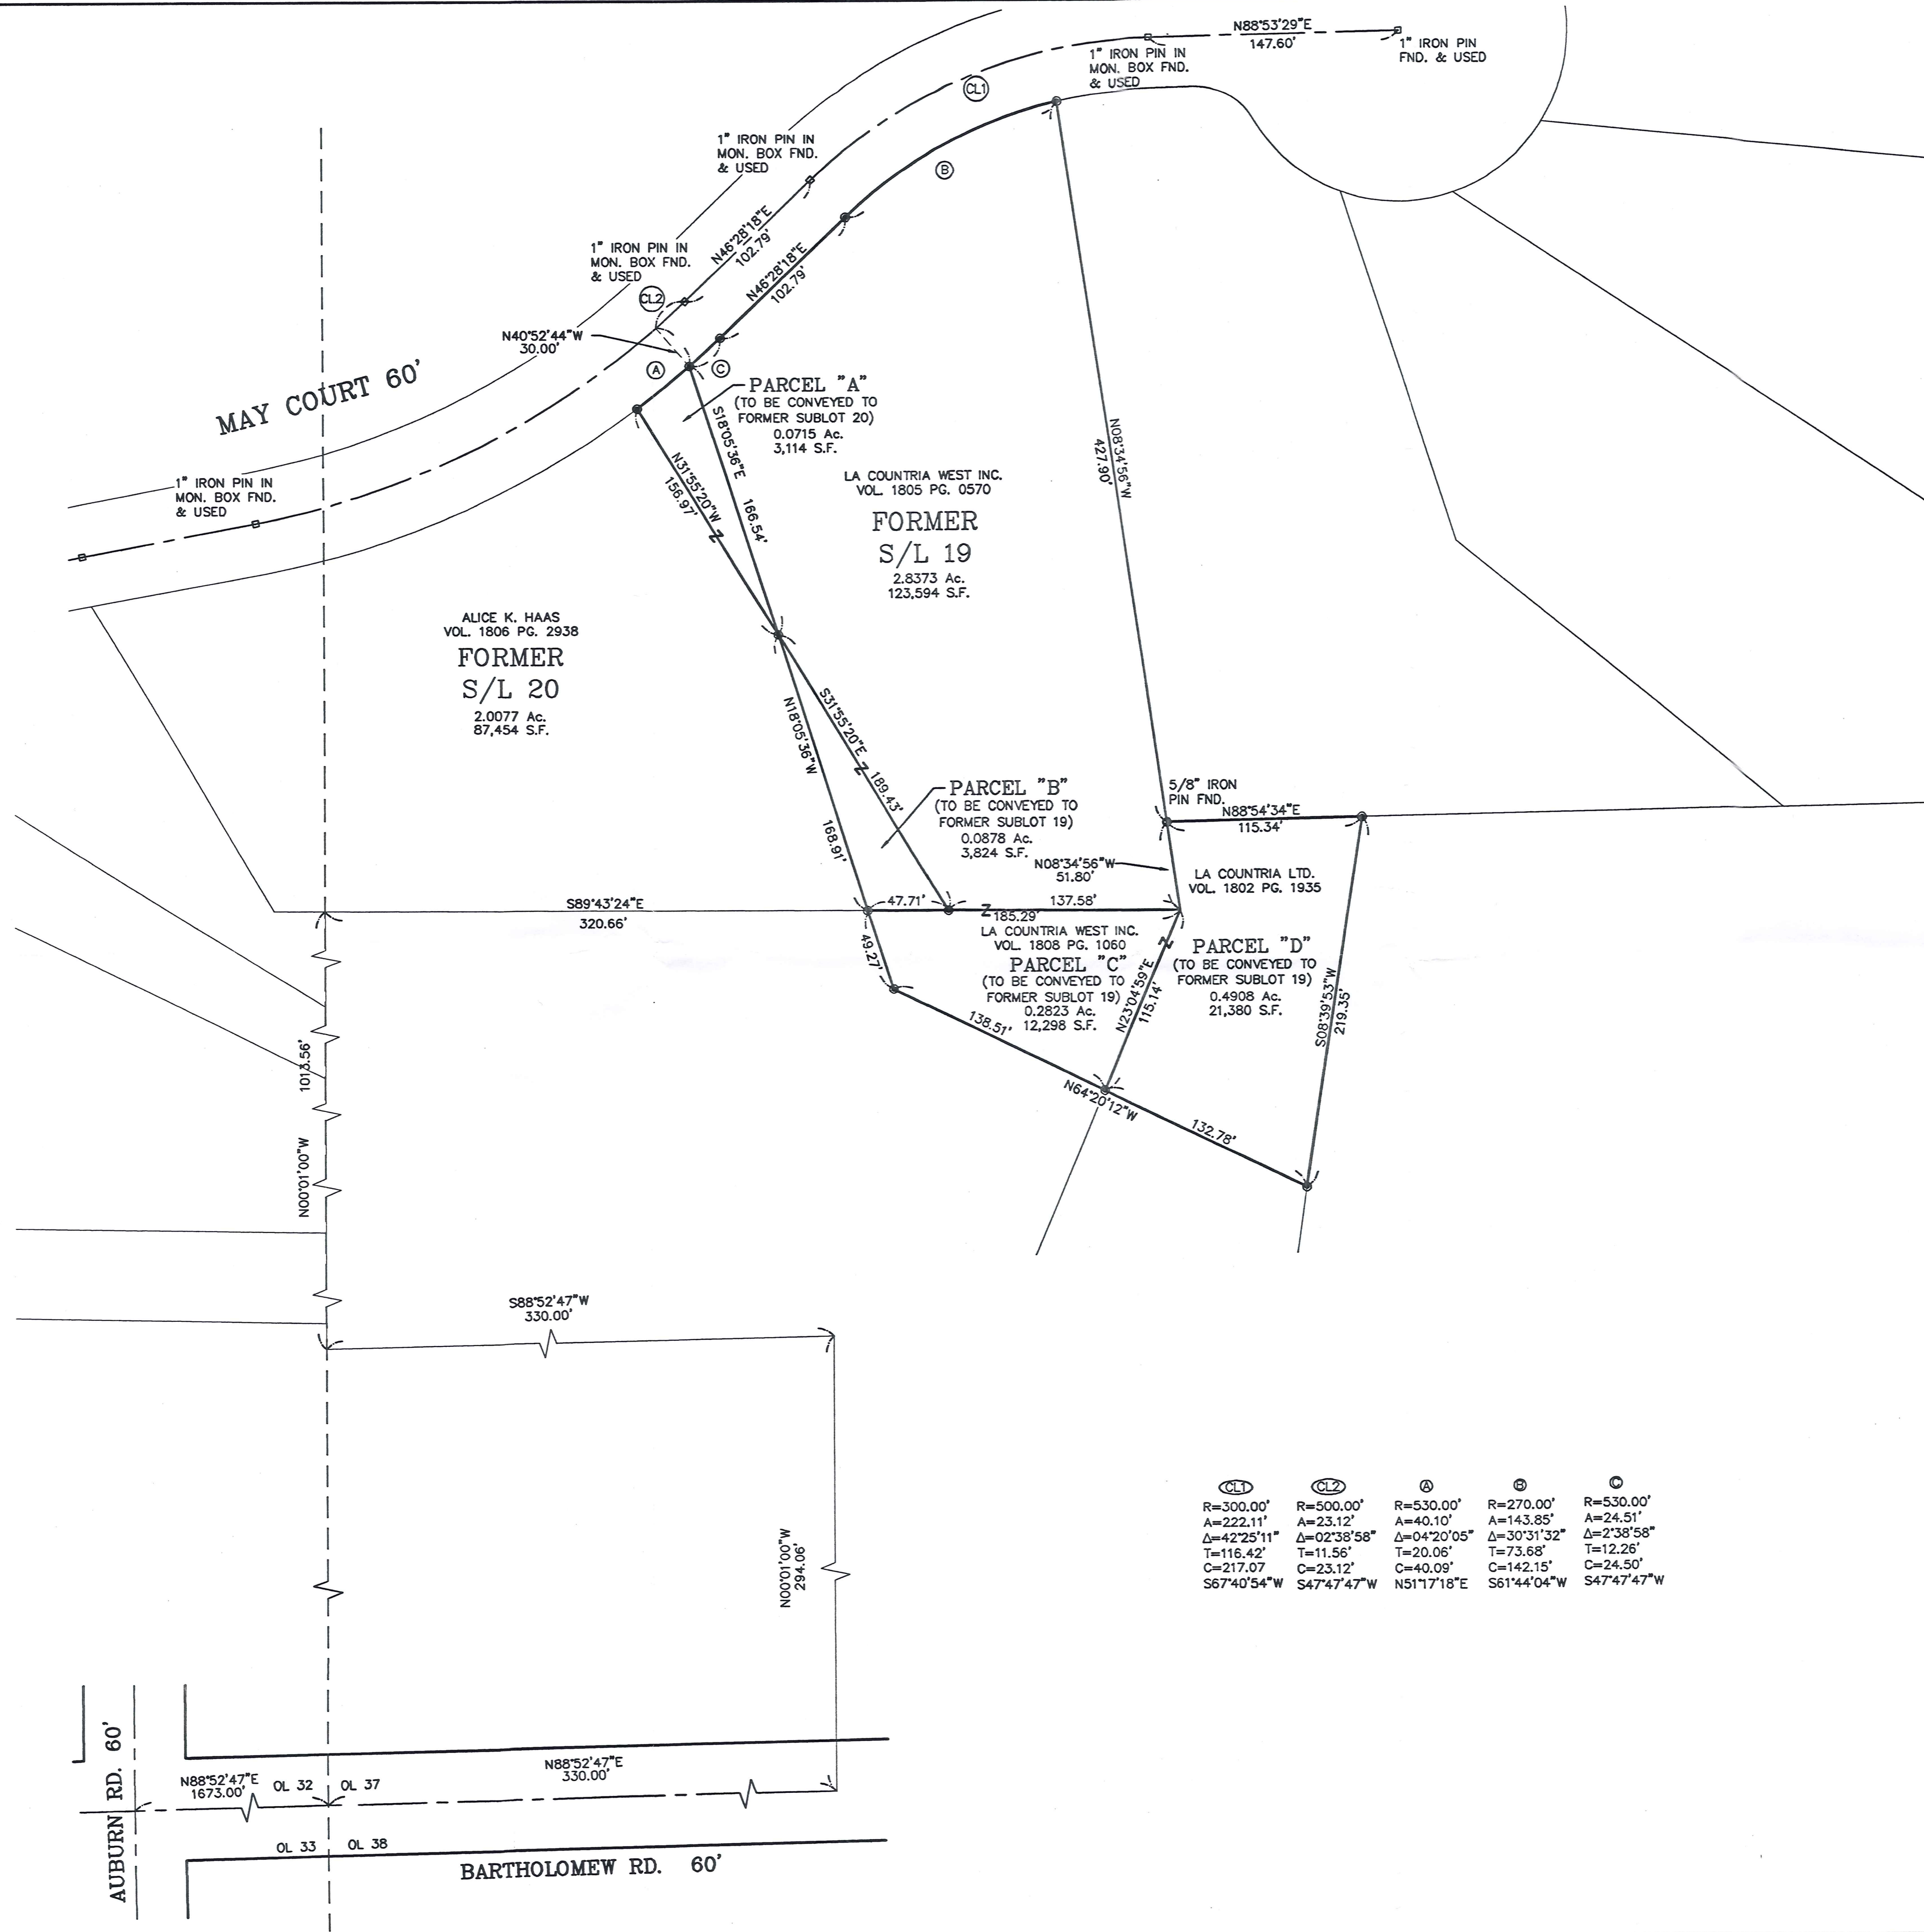 N88°53'29"E
147.60'
1" IRON PIN
FND. & USED
1" IRON PIN IN
MON. BOX FND.
& USED
CL1
1" IRON PIN IN
MON. BOX FND.
& USED
B
N46°28'18"E
102.79'
N46°28'18"E
102.79'
1" IRON PIN IN
MON. BOX FND.
& USED
CL2
N40°52'44"W
30.00'
A
C
MAY COURT 60'
PARCEL "A"
(TO BE CONVEYED TO
FORMER SUBLOT 20)
0.0715 Ac.
3,114 S.F.
S18°05'36"E
166.54'
N31°55'20"W
156.97'
Z
N08°34'56"W
427.90'
1" IRON PIN IN
MON. BOX FND.
& USED
LA COUNTRIA WEST INC.
VOL. 1805 PG. 0570
FORMER
S/L 19
2.8373 Ac.
123,594 S.F.
ALICE K. HAAS
VOL. 1806 PG. 2938
FORMER
S/L 20
2.0077 Ac.
87,454 S.F.
S31°55'20"E
Z
189.43'
N18°05'36"W
168.91'
PARCEL "B"
(TO BE CONVEYED TO
FORMER SUBLOT 19)
0.0878 Ac.
3,824 S.F.
5/8" IRON
PIN FND.
N88°54'34"E
115.34'
N08°34'56"W
51.80'
LA COUNTRIA LTD.
VOL. 1802 PG. 1935
S89°43'24"E
320.66'
47.71'
137.58'
Z
185.29'
49.27'
LA COUNTRIA WEST INC.
VOL. 1808 PG. 1060
PARCEL "C"
(TO BE CONVEYED TO
FORMER SUBLOT 19)
0.2823 Ac.
12,298 S.F.
Z
N23°04'59"E
115.14'
PARCEL "D"
(TO BE CONVEYED TO
FORMER SUBLOT 19)
0.4908 Ac.
21,380 S.F.
S08°39'53"W
219.35'
138.51'
N64°20'12"W
132.78'
1013.56'
N00°01'00"W
S88°52'47"W
330.00'
N00°01'00"W
294.06'
CL1
R=300.00'
A=222.11'
Δ=42°25'11"
T=116.42'
C=217.07
S67°40'54"W
CL2
R=500.00'
A=23.12'
Δ=02°38'58"
T=11.56'
C=23.12'
S47°47'47"W
A
R=530.00'
A=40.10'
Δ=04°20'05"
T=20.06'
C=40.09'
N51°17'18"E
B
R=270.00'
A=143.85'
Δ=30°31'32"
T=73.68'
C=142.15'
S61°44'04"W
C
R=530.00'
A=24.51'
Δ=2°38'58"
T=12.26'
C=24.50'
S47°47'47"W
AUBURN RD. 60'
N88°52'47"E
1673.00'
OL 32
OL 37
N88°52'47"E
330.00'
OL 33
OL 38
BARTHOLOMEW RD. 60'